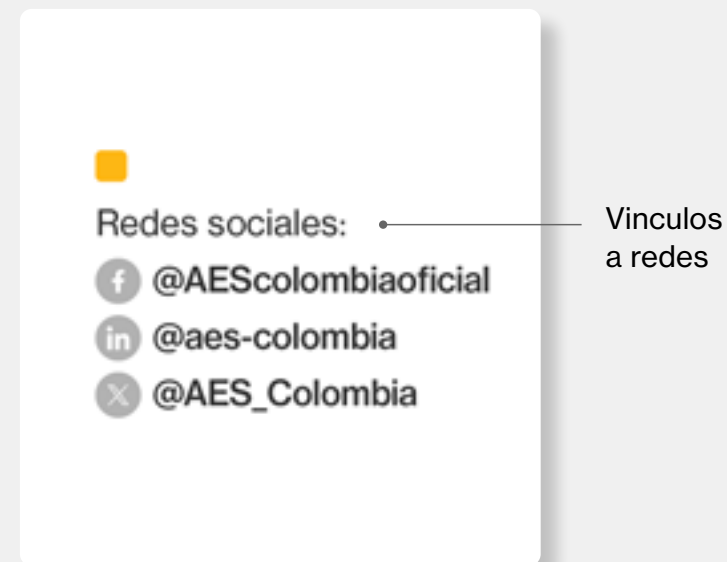 Redes sociales:
@AEScolombiaoficial
@aes-colombia
@AES_Colombia
Vinculos
a redes